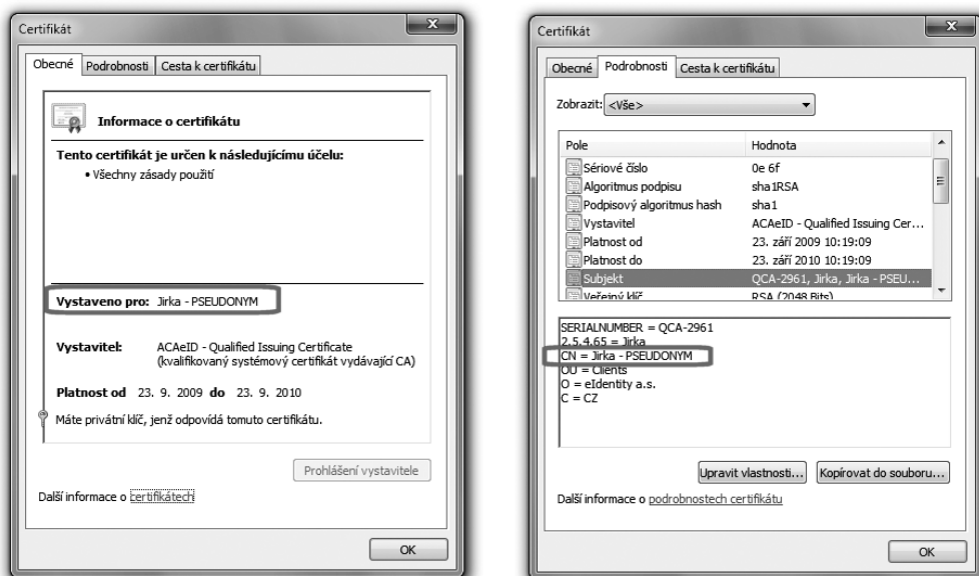 Certifikát
Obecné Podrobnosti Cesta k certifikátu
Informace o certifikátu
Tento certifikát je určen k následujícímu účelu:
• Všechny zásady použití
Vystaveno pro: Jirka - PSEUDONYM
Vystavitel: ACAeID - Qualified Issuing Certificate
(kvalifikovaný systémový certifikát vydávající CA)
Platnost od 23. 9. 2009 do 23. 9. 2010
Máte privátní klíč, jenž odpovídá tomuto certifikátu.
Prohlášení vystavitele
Další informace o certifikátech
OK
Certifikát
Obecné Podrobnosti Cesta k certifikátu
Zobrazit: <Vše>
Pole Hodnota
Sériové číslo 0e 6f
Algoritmus podpisu sha1RSA
Podpisový algoritmus hash sha1
Vystavitel ACAeID - Qualified Issuing Cer...
Platnost od 23. září 2009 10:19:09
Platnost do 23. září 2010 10:19:09
Subjekt QCA-2961, Jirka, Jirka - PSEU...
Veřejný klíč RSA (2048 Bits)
SERIALNUMBER = QCA-2961
2.5.4.65 = Jirka
CN = Jirka - PSEUDONYM
OU = Clients
O = eIdentity a.s.
C = CZ
Upravit vlastnosti... Kopírovat do souboru...
Další informace o podrobnostech certifikátu
OK